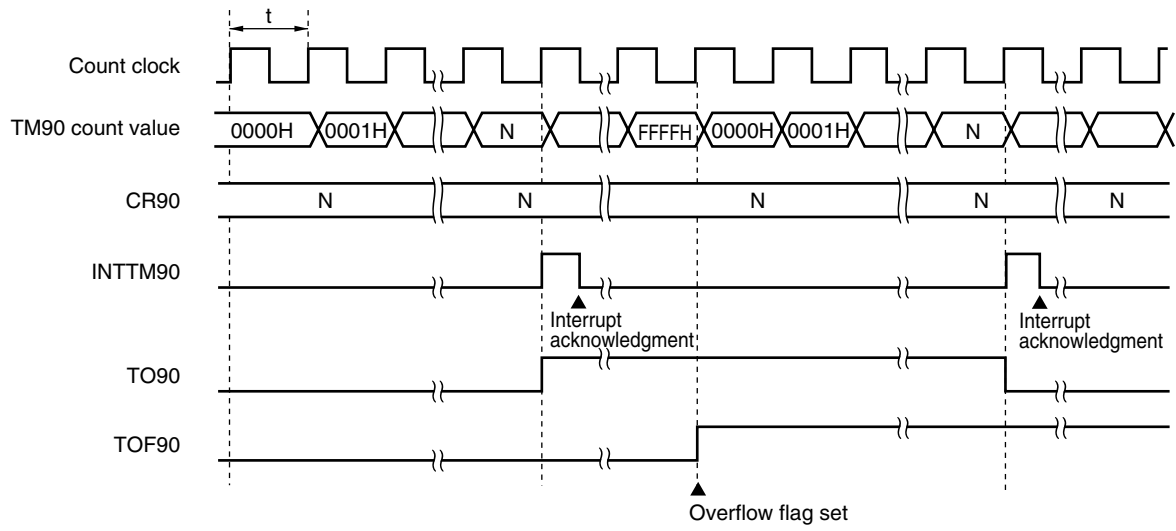 t
Count clock
TM90 count value
0000H 0001H N FFFFH 0000H 0001H N
CR90
N N N N N
INTTM90
Interrupt
acknowledgment
Interrupt
acknowledgment
TO90
TOF90
Overflow flag set